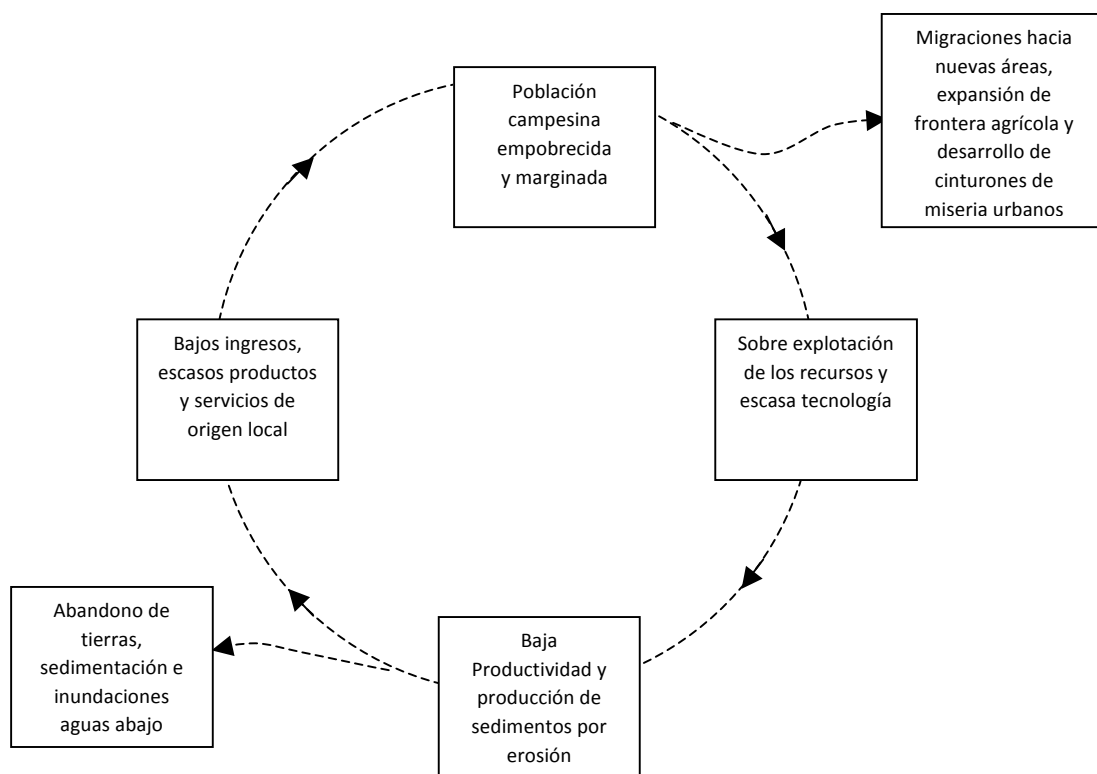 Migraciones hacia
nuevas áreas,
expansión de
frontera agrícola y
desarrollo de
cinturones de
miseria urbanos
Población
campesina
empobrecida
y marginada
Bajos ingresos,
escasos productos
y servicios de
origen local
Sobre explotación
de los recursos y
escasa tecnología
Abandono de
tierras,
sedimentación e
inundaciones
aguas abajo
Baja
Productividad y
producción de
sedimentos por
erosión